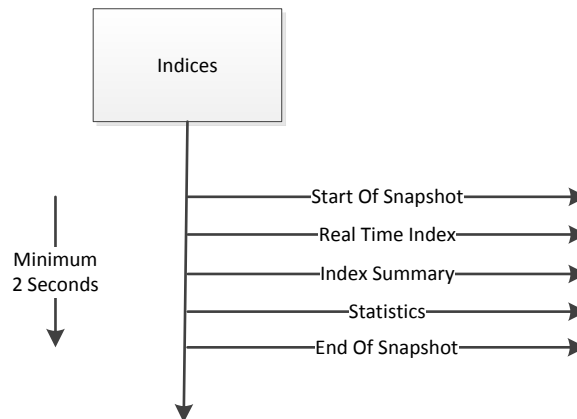 Indices
Start Of Snapshot
Real Time Index
Minimum
2 Seconds
Index Summary
Statistics
End Of Snapshot